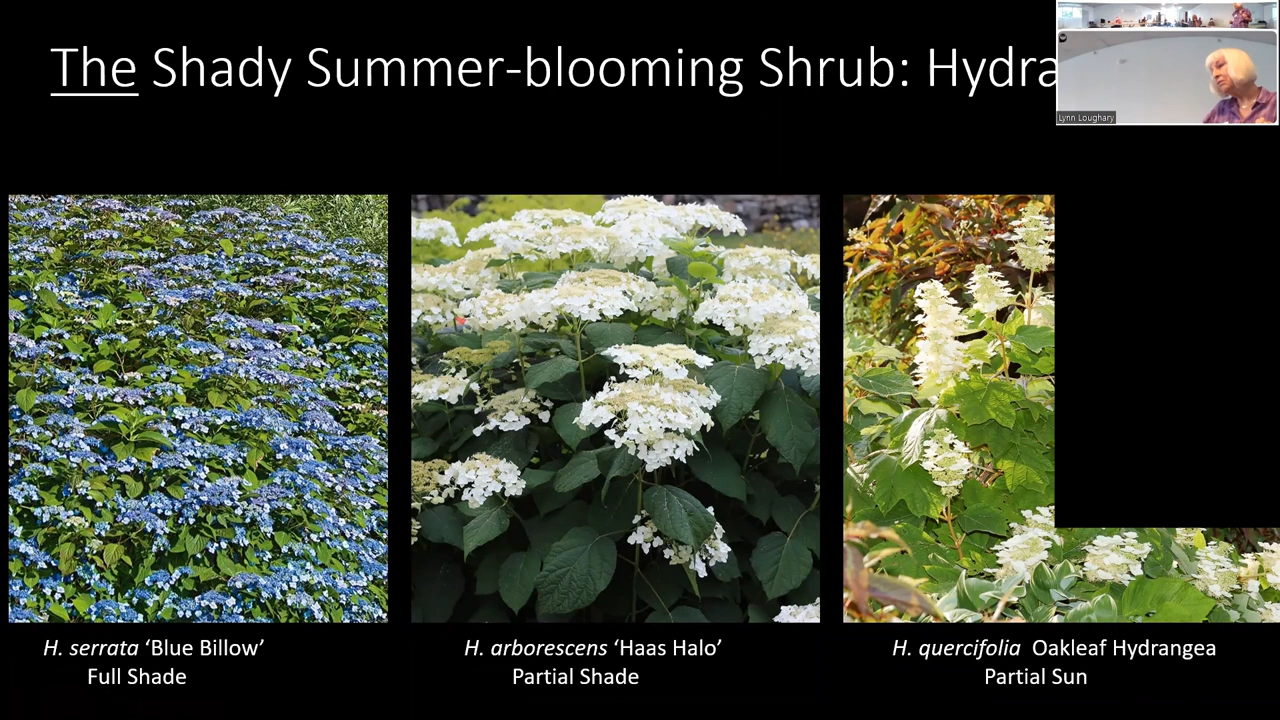 The Shady Summer-blooming Shrub: Hydra
Lynn Loughary
H. serrata ‘Blue Billow’
Full Shade
H. arborescens ‘Haas Halo’
Partial Shade
H. quercifolia Oakleaf Hydrangea
Partial Sun